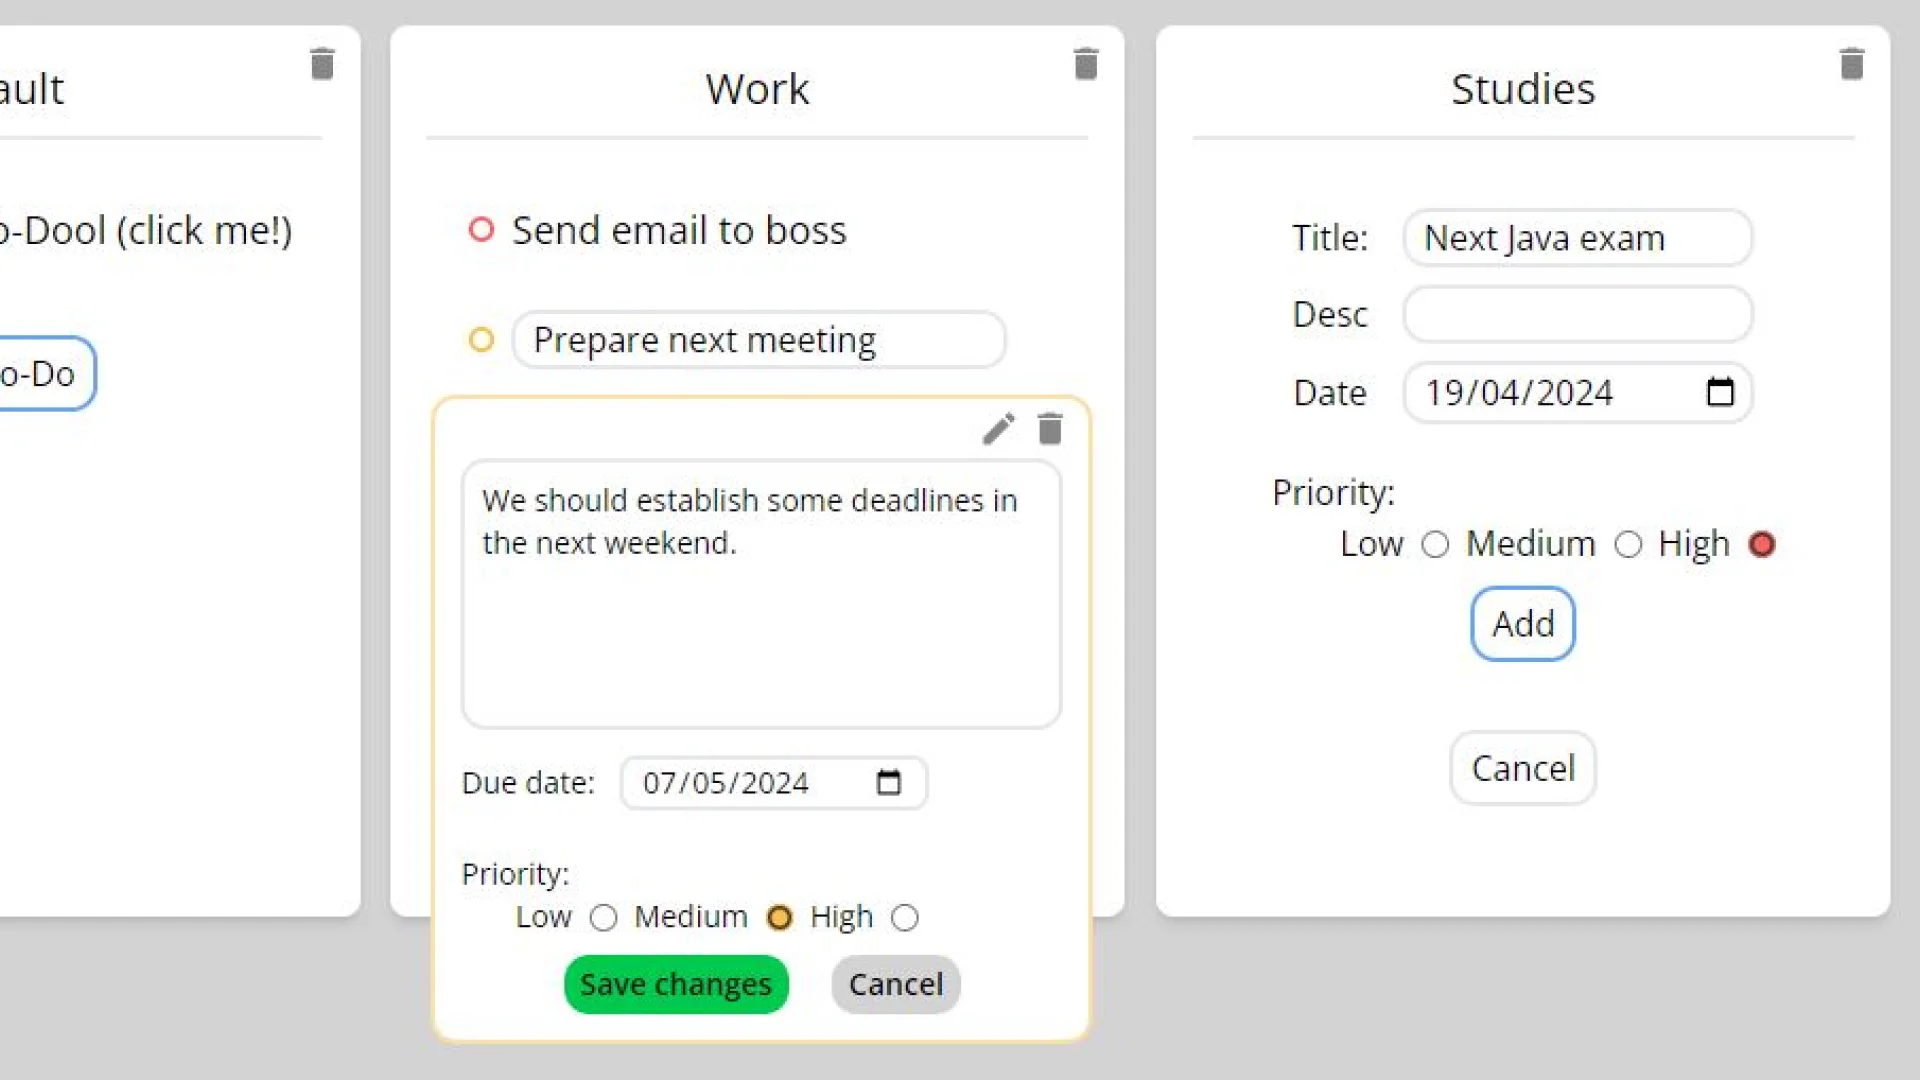 ault
o-Dool (click me!)
o-Do
Work
Send email to boss
Prepare next meeting
We should establish some deadlines in
the next weekend.
Due date: 07/05/2024
Priority:
Low Medium High
Save changes Cancel
Studies
Title: Next Java exam
Desc
Date 19/04/2024
Priority:
Low Medium High
Add
Cancel